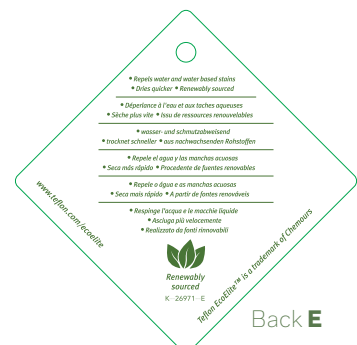 • Repels water and water based stains
• Dries quicker • Renewably sourced
• Déperlance à l'eau et aux taches aqueuses
• Sèche plus vite • Issu de ressources renouvelables
• wasser- und schmutzabweisend
• trocknet schneller • aus nachwachsenden Rohstoffen
• Repele el agua y las manchas acuosas
• Seca más rápido • Procedente de fuentes renovables
• Repele o água e as manchas acuosas
• Seca mais rápido • A partir de fontes renováveis
• Respinge l'acqua e le macchie liquide
• Asciuga più velocemente
• Realizzato da fonti rinnovabili
www.teflon.com/ecoelite
Teflon EcoElite™ is a trademark of Chemours
Renewably
sourced
K - 26971 - E
Back E